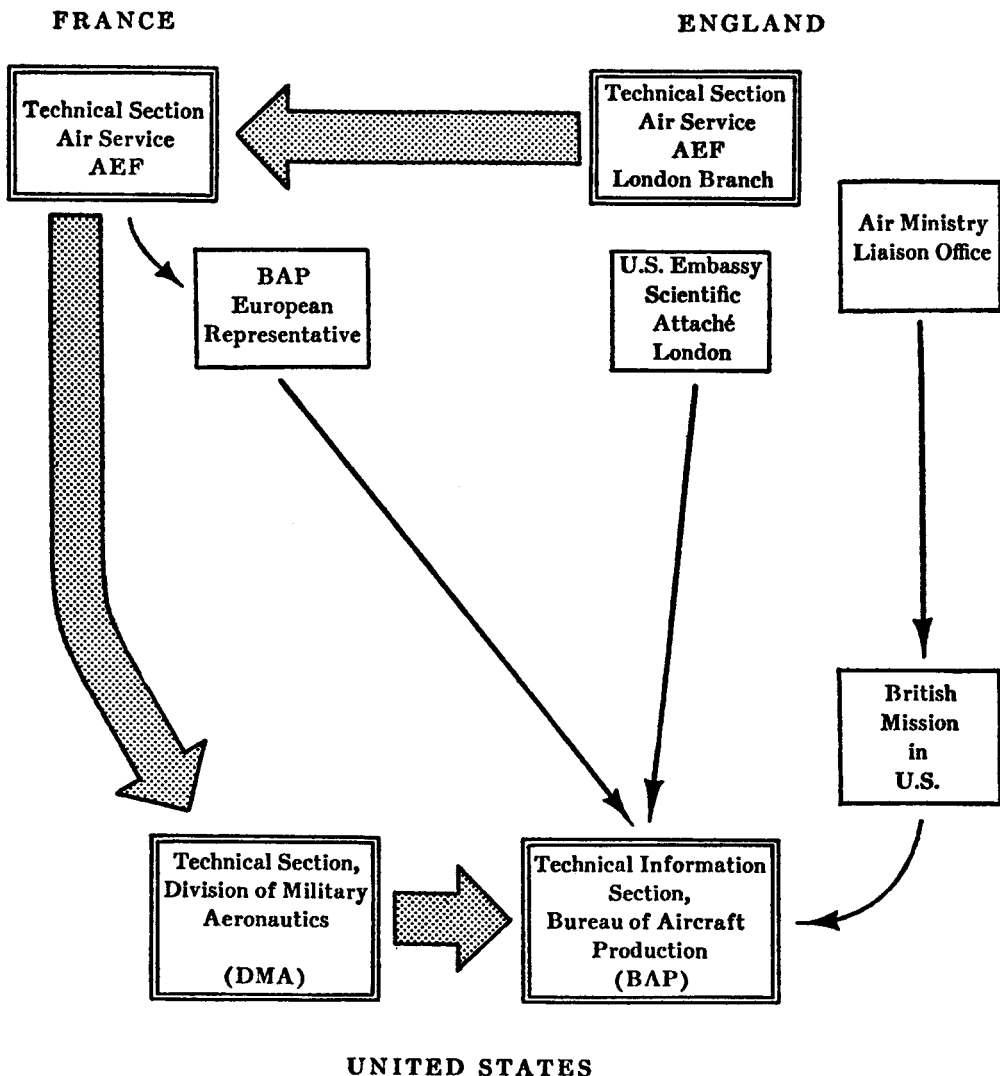 FRANCE
ENGLAND
Technical Section
Air Service
AEF
Technical Section
Air Service
AEF
London Branch
Air Ministry
Liaison Office
BAP
European
Representative
U.S. Embassy
Scientific
Attaché
London
British
Mission
in
U.S.
Technical Section,
Division of Military
Aeronautics
(DMA)
Technical Information
Section,
Bureau of Aircraft
Production
(BAP)
UNITED STATES